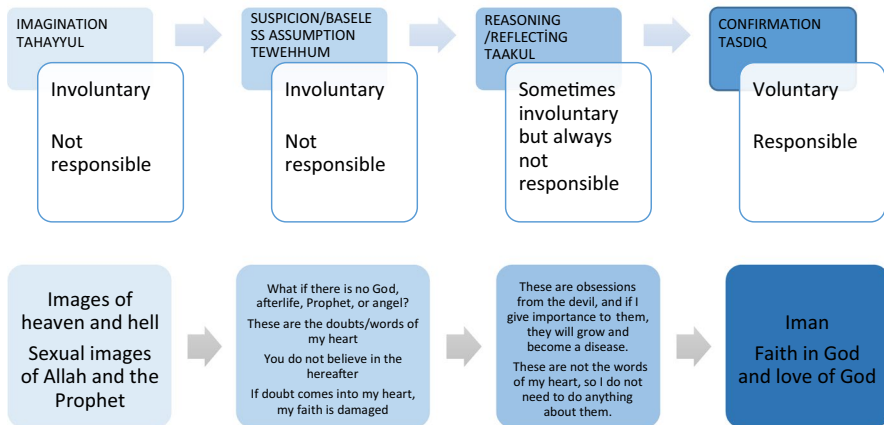 IMAGINATION
TAHAYYUL
Involuntary
Not
responsible
SUSPICION/BASELE
SS ASSUMPTION
TEWEHHUM
Involuntary
Not
responsible
REASONING
/REFLECTİNG
TAAKUL
Sometimes
involuntary
but always
not
responsible
CONFIRMATION
TASDIQ
Voluntary
Responsible
Images of
heaven and hell
Sexual images
of Allah and the
Prophet
What if there is no God,
afterlife, Prophet, or angel?
These are the doubts/words of
my heart
You do not believe in the
hereafter
If doubt comes into my heart,
my faith is damaged
These are obsessions
from the devil, and if I
give importance to them,
they will grow and
become a disease.
These are not the words
of my heart, so I do not
need to do anything
about them.
Iman
Faith in God
and love of God